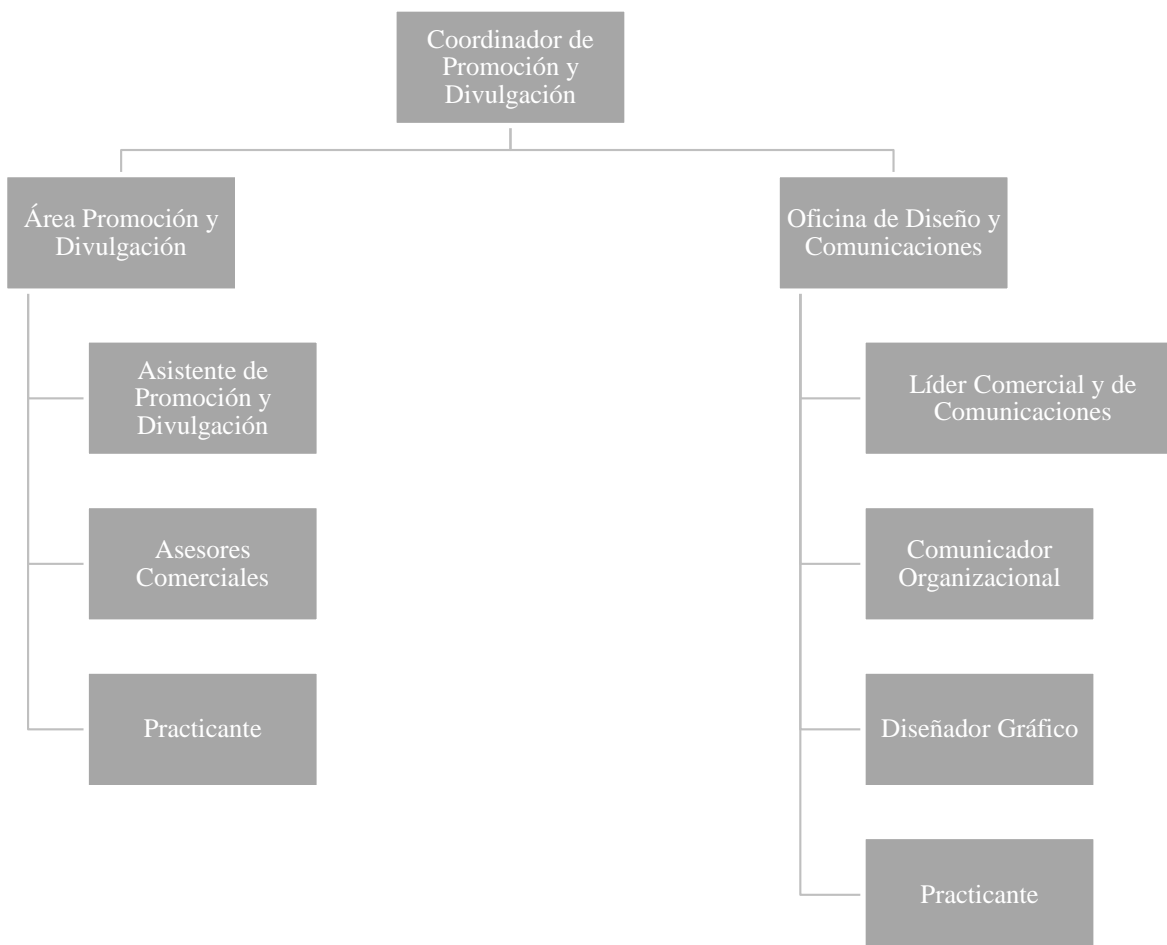 Coordinador de
Promoción y
Divulgación
Área Promoción y
Divulgación
Asistente de
Promoción y
Divulgación
Asesores
Comerciales
Practicante
Oficina de Diseño y
Comunicaciones
Líder Comercial y de
Comunicaciones
Comunicador
Organizacional
Diseñador Gráfico
Practicante